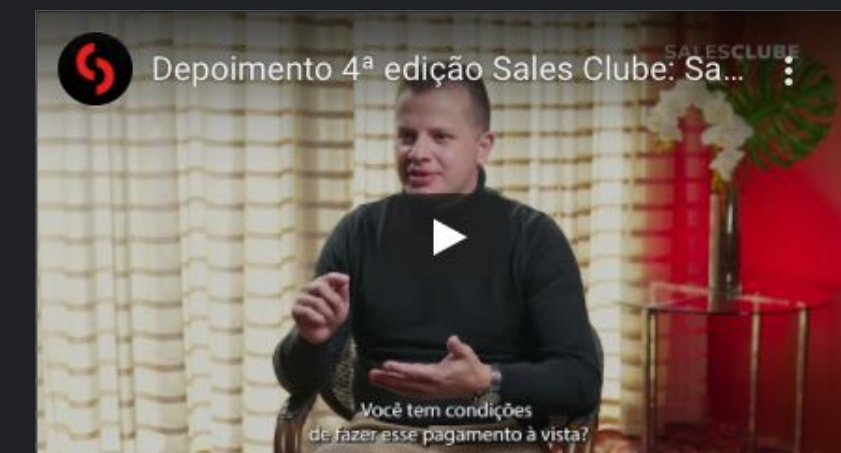 SALESCLUBE
Depoimento 4ª edição Sales Clube: Sa...
Você tem condições
de fazer esse pagamento à vista?